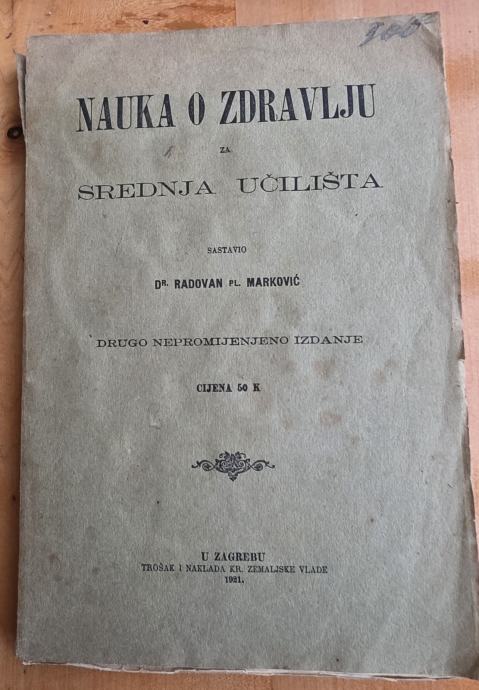 300
NAUKA O ZDRAVLJU
ZA
SREDNJA UČILIŠTA
SASTAVIO
DR. RADOVAN PL. MARKOVIĆ
DRUGO NEPROMIJENJENO IZDANJE
CIJENA 50 K
U ZAGREBU
TROŠAK I NAKLADA KR. ZEMALJSKE VLADE
1921.